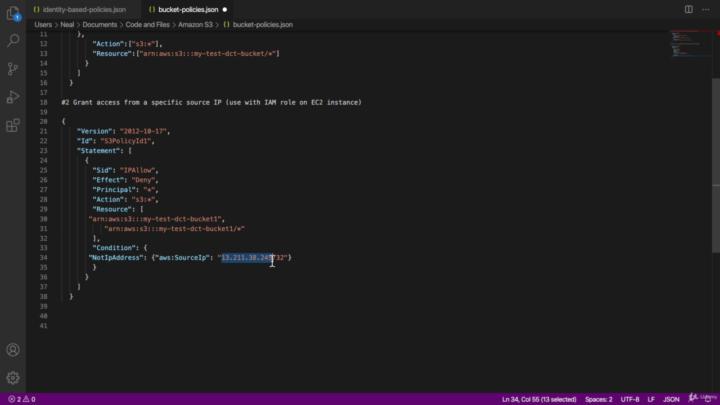 identity-based-policies.json
bucket-policies.json
Users > Neal > Documents > Code and Files > Amazon S3 > {} bucket-policies.json
11 },
12 "Action":["s3:*"],
13 "Resource":["arn:aws:s3:::my-test-dct-bucket/*"]
14 }
15 ]
16 }
17
18 #2 Grant access from a specific source IP (use with IAM role on EC2 instance)
19
20 {
21 "Version": "2012-10-17",
22 "Id": "S3PolicyId1",
23 "Statement": [
24 {
25 "Sid": "IPAllow",
26 "Effect": "Deny",
27 "Principal": "*",
28 "Action": "s3:*",
29 "Resource": [
30 "arn:aws:s3:::my-test-dct-bucket1",
31 "arn:aws:s3:::my-test-dct-bucket1/*"
32 ],
33 "Condition": {
34 "NotIpAddress": {"aws:SourceIp":
35 }
36 }
37 ]
38 }
39
40
41
2 0
Ln 34, Col 55 (13 selected)
Spaces: 2
UTF-8
LF
JSON
Udemy